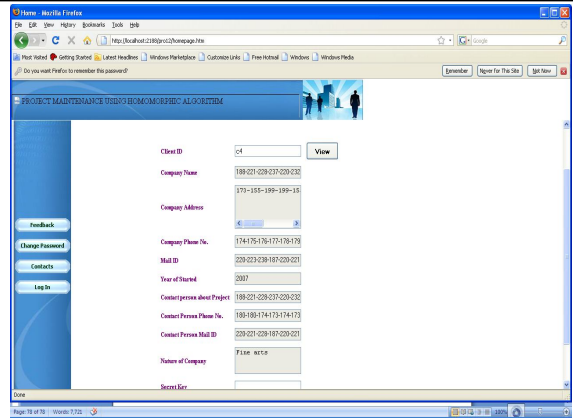 Home - Mozilla Firefox
File Edit View History Bookmarks Tools Help
http://localhost:2188/pro12/homepage.htm
Google
Most Visited Getting Started Latest Headlines Windows Marketplace Customize Links Free Hotmail Windows Windows Media
Do you want Firefox to remember this password?
Remember Never for This Site Not Now
PROJECT MAINTENANCE USING HOMOMORPHIC ALGORITHM
Client ID c4 View
Company Name 188-221-228-237-220-232
Company Address 173-155-199-199-15
Feedback
Company Phone No. 174-175-176-177-178-179
Change Password
Mail ID 220-223-238-187-220-221
Contacts
Year of Started 2007
Log In
Contact person about Project 188-221-228-237-220-232
Contact Person Phone No. 180-180-174-173-174-173
Contact Person Mail ID 220-221-228-187-220-221
Nature of Company Fine arts
Secret Key
Done
Page: 78 of 78 Words: 7,721 100%